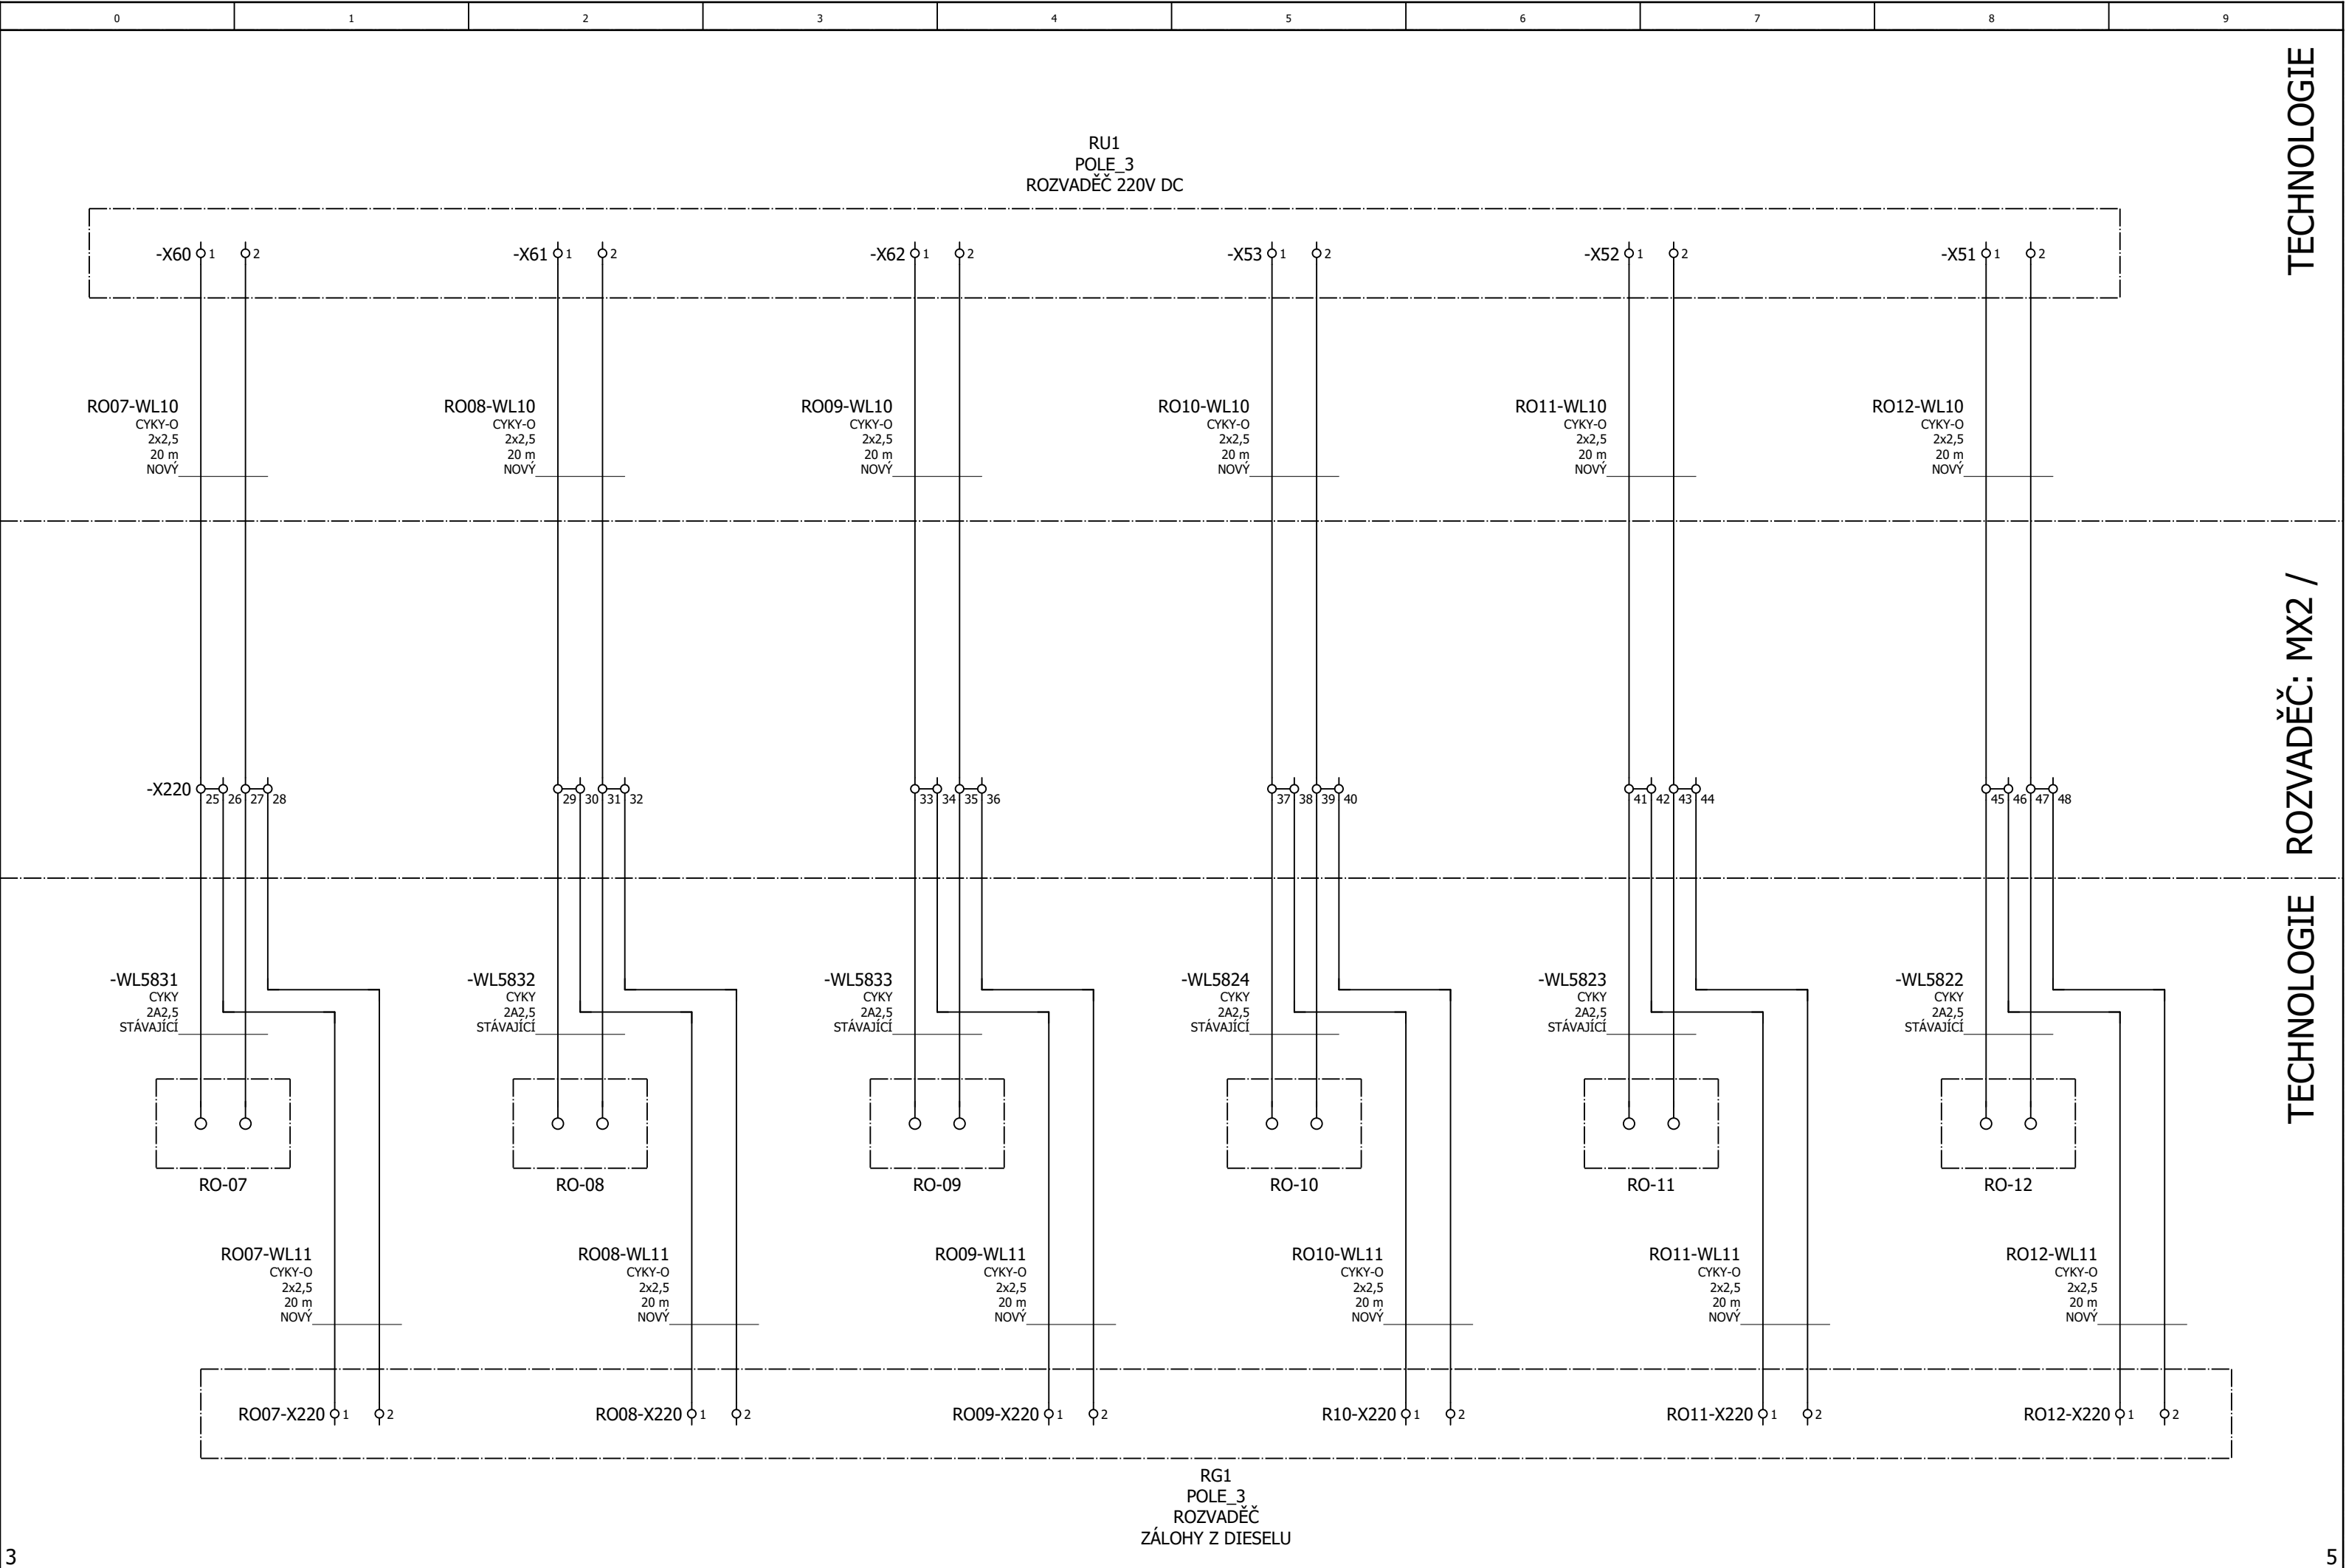 0 1 2 3 4 5 6 7 8 9
TECHNOLOGIE
RU1
POLE_3
ROZVADĚČ 220V DC
-X60 1 2 -X61 1 2 -X62 1 2 -X53 1 2 -X52 1 2 -X51 1 2
RO07-WL10
CYKY-O
2x2,5
20 m
NOVÝ
RO08-WL10
CYKY-O
2x2,5
20 m
NOVÝ
RO09-WL10
CYKY-O
2x2,5
20 m
NOVÝ
RO10-WL10
CYKY-O
2x2,5
20 m
NOVÝ
RO11-WL10
CYKY-O
2x2,5
20 m
NOVÝ
RO12-WL10
CYKY-O
2x2,5
20 m
NOVÝ
ROZVADĚČ: MX2 /
-X220 25 26 27 28 29 30 31 32 33 34 35 36 37 38 39 40 41 42 43 44 45 46 47 48
TECHNOLOGIE
-WL5831
CYKY
2A2,5
STÁVAJÍCÍ
-WL5832
CYKY
2A2,5
STÁVAJÍCÍ
-WL5833
CYKY
2A2,5
STÁVAJÍCÍ
-WL5824
CYKY
2A2,5
STÁVAJÍCÍ
-WL5823
CYKY
2A2,5
STÁVAJÍCÍ
-WL5822
CYKY
2A2,5
STÁVAJÍCÍ
RO-07 RO-08 RO-09 RO-10 RO-11 RO-12
RO07-WL11
CYKY-O
2x2,5
20 m
NOVÝ
RO08-WL11
CYKY-O
2x2,5
20 m
NOVÝ
RO09-WL11
CYKY-O
2x2,5
20 m
NOVÝ
RO10-WL11
CYKY-O
2x2,5
20 m
NOVÝ
RO11-WL11
CYKY-O
2x2,5
20 m
NOVÝ
RO12-WL11
CYKY-O
2x2,5
20 m
NOVÝ
RO07-X220 1 2 RO08-X220 1 2 RO09-X220 1 2 R10-X220 1 2 RO11-X220 1 2 RO12-X220 1 2
RG1
POLE_3
ROZVADĚČ
ZÁLOHY Z DIESELU
3 5